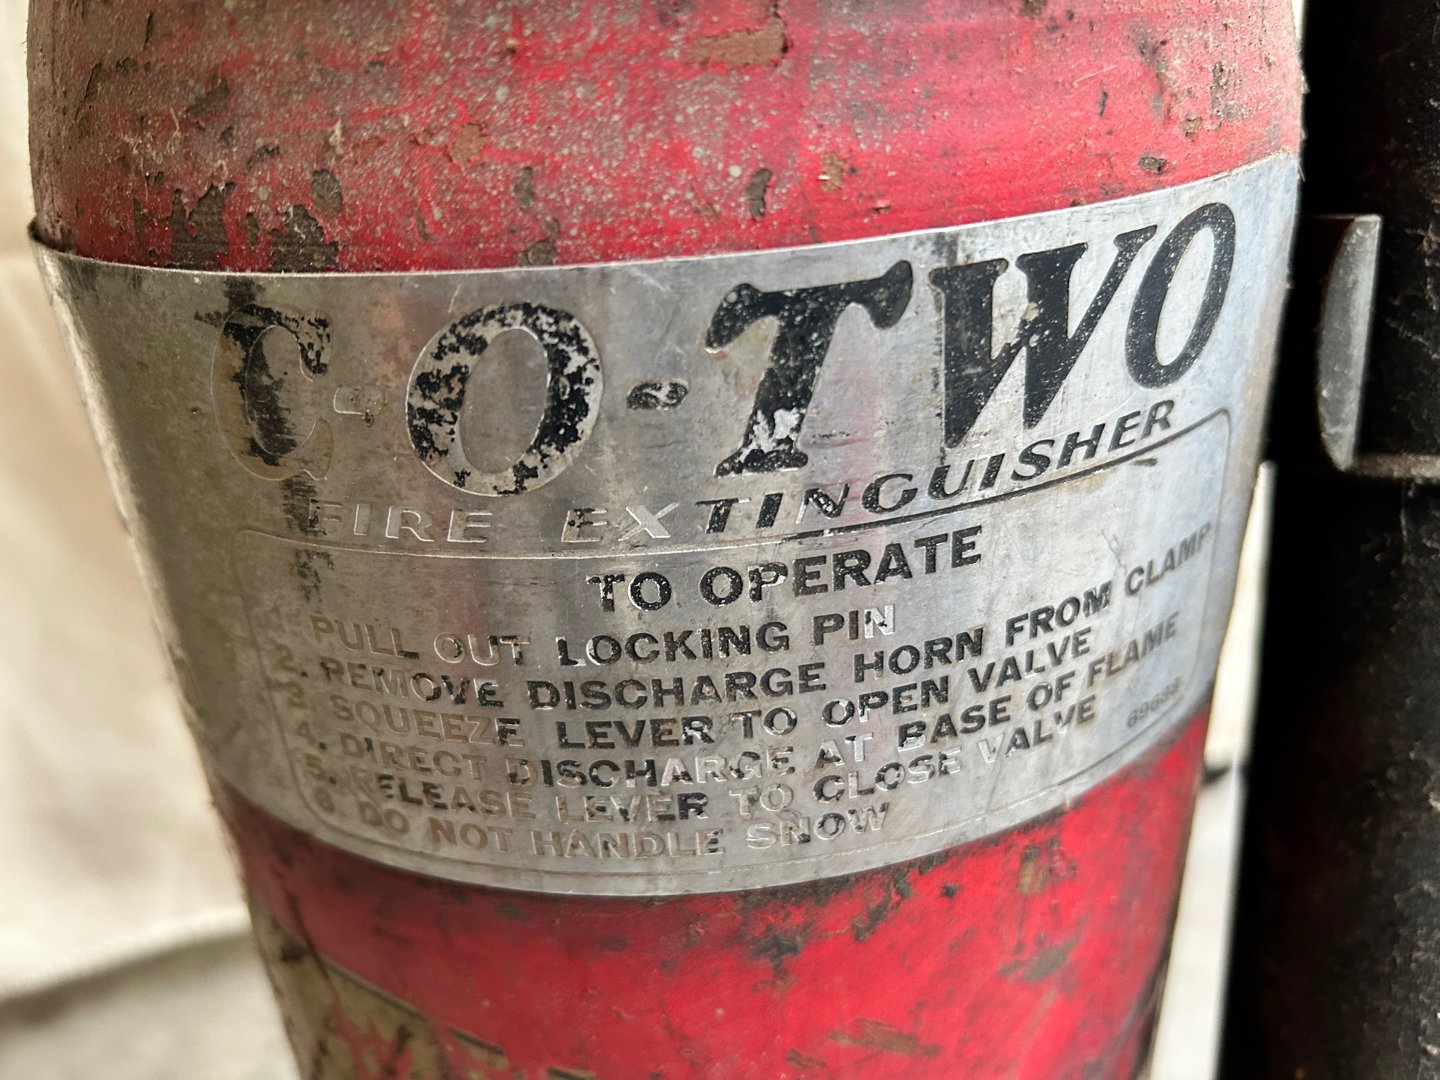 C-O-TWO
FIRE EXTINGUISHER
TO OPERATE
PULL OUT LOCKING PIN
2. REMOVE DISCHARGE HORN FROM CLAMP
3. SQUEEZE LEVER TO OPEN VALVE
4. DIRECT DISCHARGE AT BASE OF FLAME
5. RELEASE LEVER TO CLOSE VALVE
6. DO NOT HANDLE SNOW